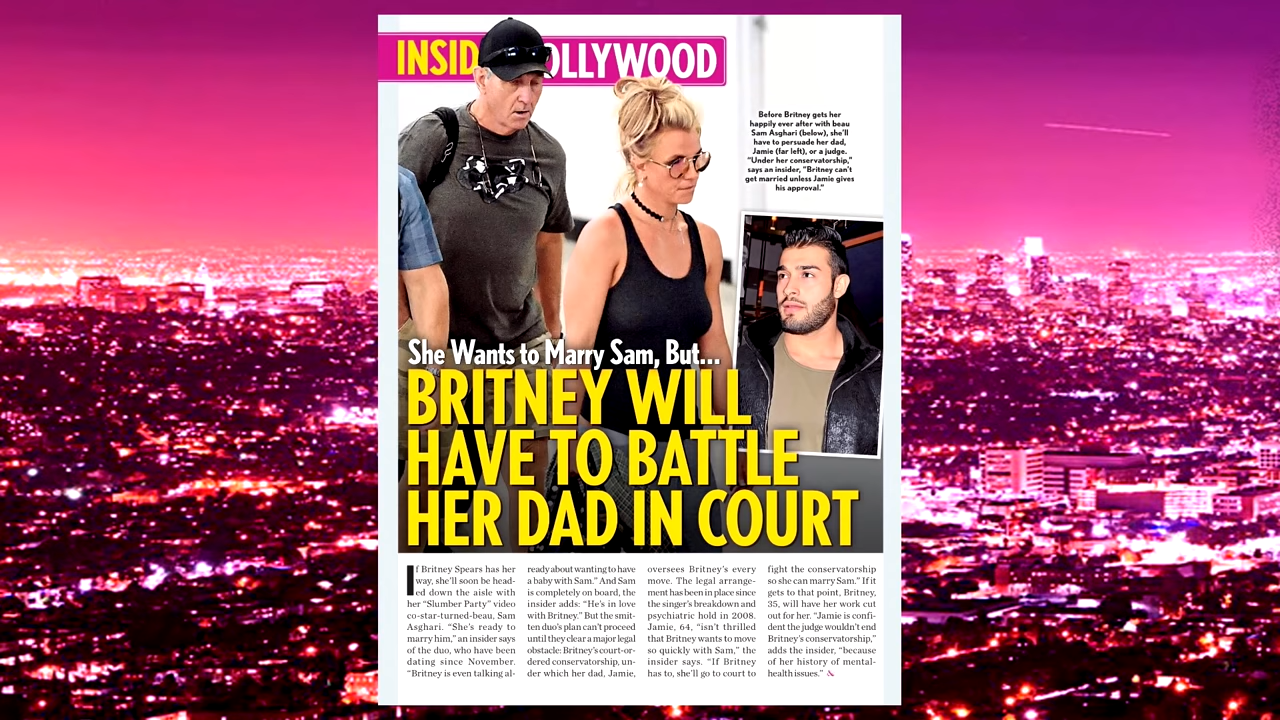 INSID OLLYWOOD
Before Britney gets her
happily ever after with beau
Sam Asghari (below), she'll
have to persuade her dad,
Jamie (far left), or a judge.
"Under her conservatorship,"
says an insider, "Britney can't
get married unless Jamie gives
his approval."
She Wants to Marry Sam, But...
BRITNEY WILL
HAVE TO BATTLE
HER DAD IN COURT
If Britney Spears has her
way, she'll soon be head-
ed down the aisle with
her "Slumber Party" video
co-star-turned-beau, Sam
Asghari. "She's ready to
marry him," an insider says
of the duo, who have been
dating since November.
"Britney is even talking al-
ready about wanting to have
a baby with Sam." And Sam
is completely on board, the
insider adds: "He's in love
with Britney." But the smit-
ten duo's plan can't proceed
until they clear a major legal
obstacle: Britney's court-or-
dered conservatorship, un-
der which her dad, Jamie,
oversees Britney's every
move. The legal arrange-
ment has been in place since
the singer's breakdown and
psychiatric hold in 2008.
Jamie, 64, "isn't thrilled
that Britney wants to move
so quickly with Sam," the
insider says. "If Britney
has to, she'll go to court to
fight the conservatorship
so she can marry Sam." If it
gets to that point, Britney,
35, will have her work cut
out for her. "Jamie is confi-
dent the judge wouldn't end
Britney's conservatorship,"
adds the insider, "because
of her history of mental-
health issues."